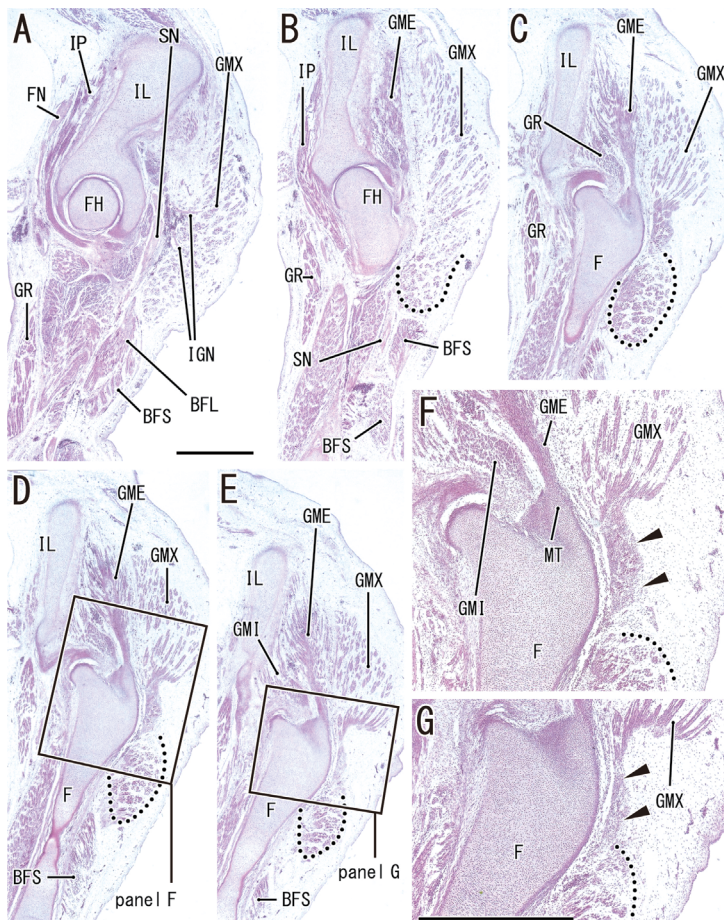 A
IP
SN
IL
GMX
FN
FH
GR
IGN
BFL
BFS
B
GME
GMX
IP
IL
FH
GR
SN
BFS
BFS
C
GME
IL
GMX
GR
GR
F
D
GME
IL
GMX
F
BFS
panel F
E
GME
IL
GMX
GMI
F
BFS
panel G
F
GME
GMX
MT
GMI
F
G
GMX
F